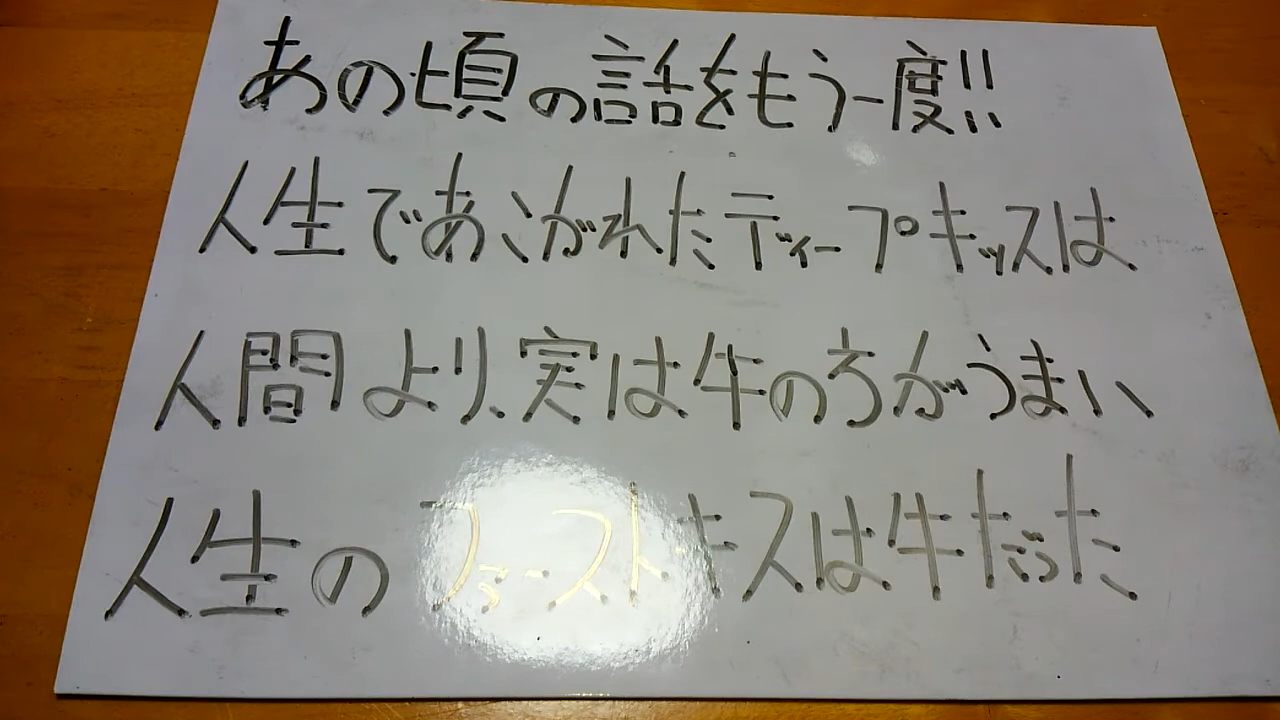 あの頃の話をもう一度!!
人生であこがれたディープキッスは
人間より、実は牛の方がうまい
人生のファーストキスは牛だった